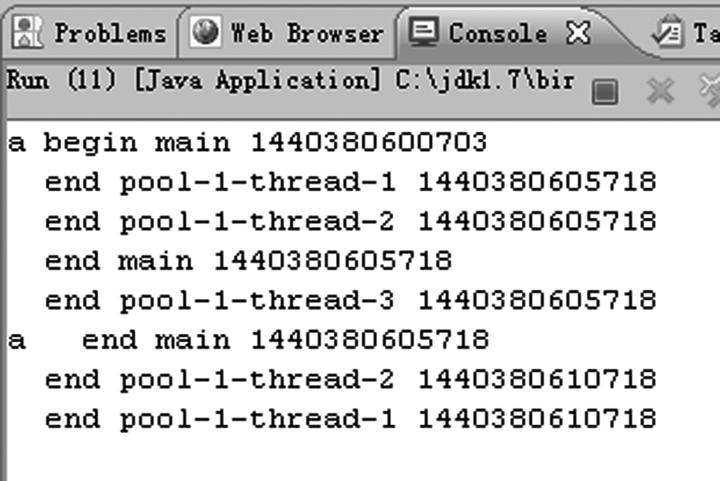 Problems Web Browser Console Ta
Run (11) [Java Application] C:\jdk1.7\bir
a begin main 1440380600703
  end pool-1-thread-1 1440380605718
  end pool-1-thread-2 1440380605718
  end main 1440380605718
  end pool-1-thread-3 1440380605718
a   end main 1440380605718
  end pool-1-thread-2 1440380610718
  end pool-1-thread-1 1440380610718